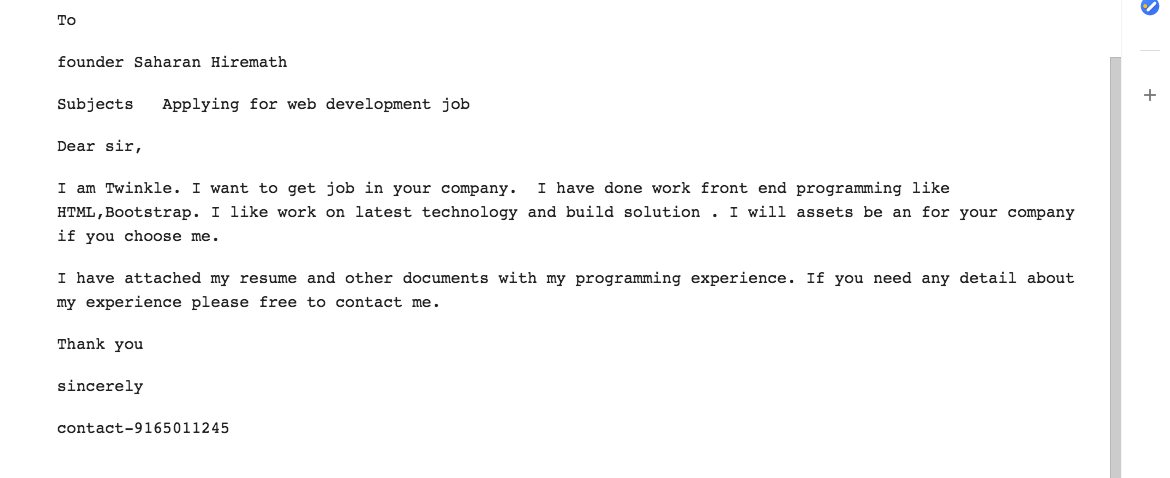 To
founder Saharan Hiremath
Subjects   Applying for web development job
Dear sir,
I am Twinkle. I want to get job in your company.  I have done work front end programming like
HTML,Bootstrap. I like work on latest technology and build solution . I will assets be an for your company
if you choose me.
I have attached my resume and other documents with my programming experience. If you need any detail about
my experience please free to contact me.
Thank you
sincerely
contact-9165011245